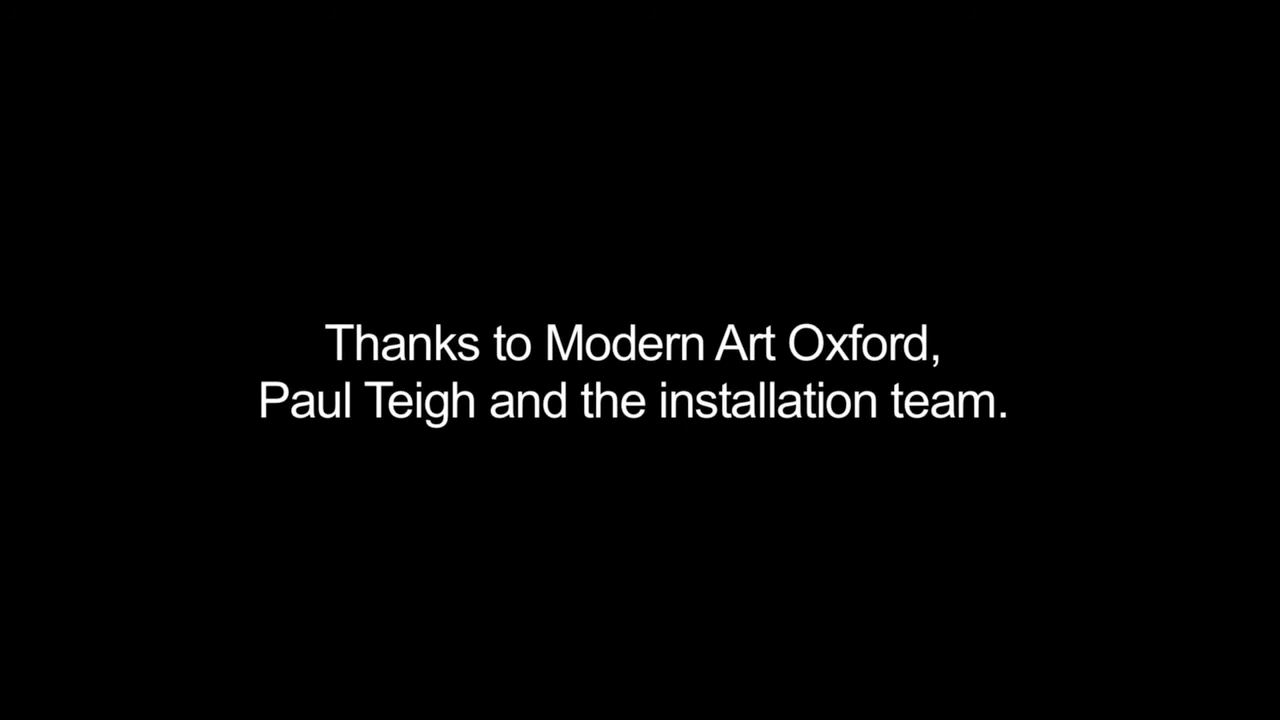 Thanks to Modern Art Oxford,
Paul Teigh and the installation team.